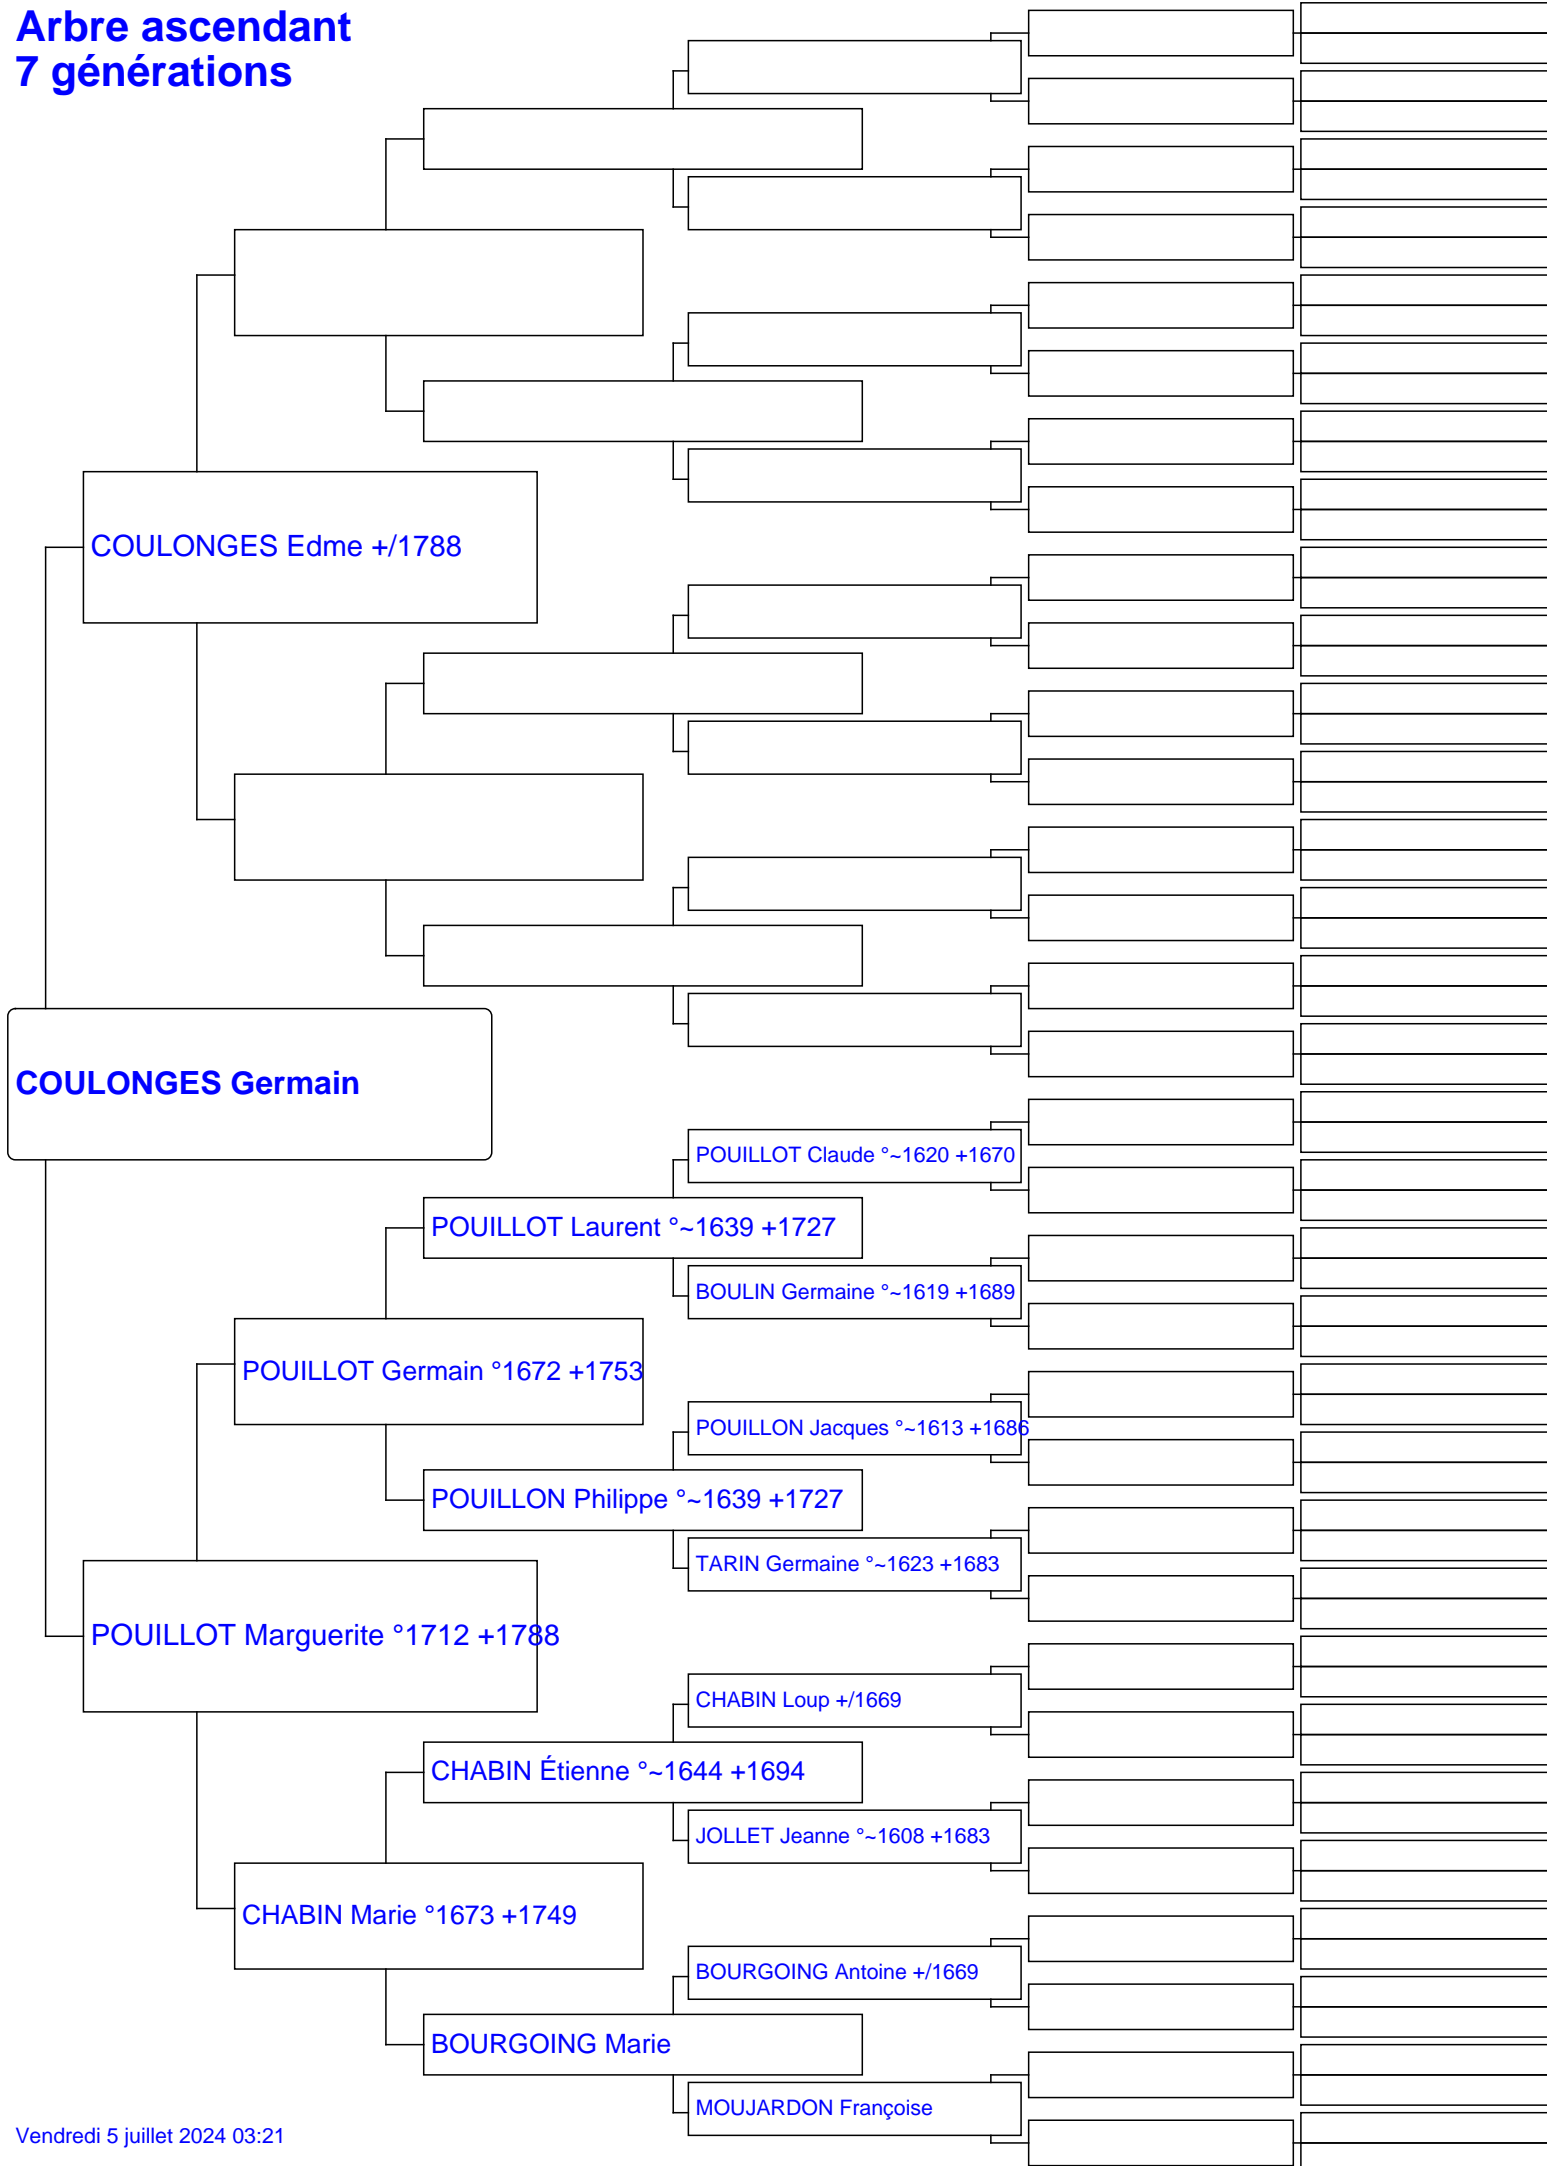 Arbre ascendant
7 générations
COULONGES Edme +/1788
COULONGES Germain
POUILLOT Claude °~1620 +1670
POUILLOT Laurent °~1639 +1727
BOULIN Germaine °~1619 +1689
POUILLOT Germain °1672 +1753
POUILLON Jacques °~1613 +1686
POUILLON Philippe °~1639 +1727
TARIN Germaine °~1623 +1683
POUILLOT Marguerite °1712 +1788
CHABIN Loup +/1669
CHABIN Étienne °~1644 +1694
JOLLET Jeanne °~1608 +1683
CHABIN Marie °1673 +1749
BOURGOING Antoine +/1669
BOURGOING Marie
MOUJARDON Françoise
Vendredi 5 juillet 2024 03:21